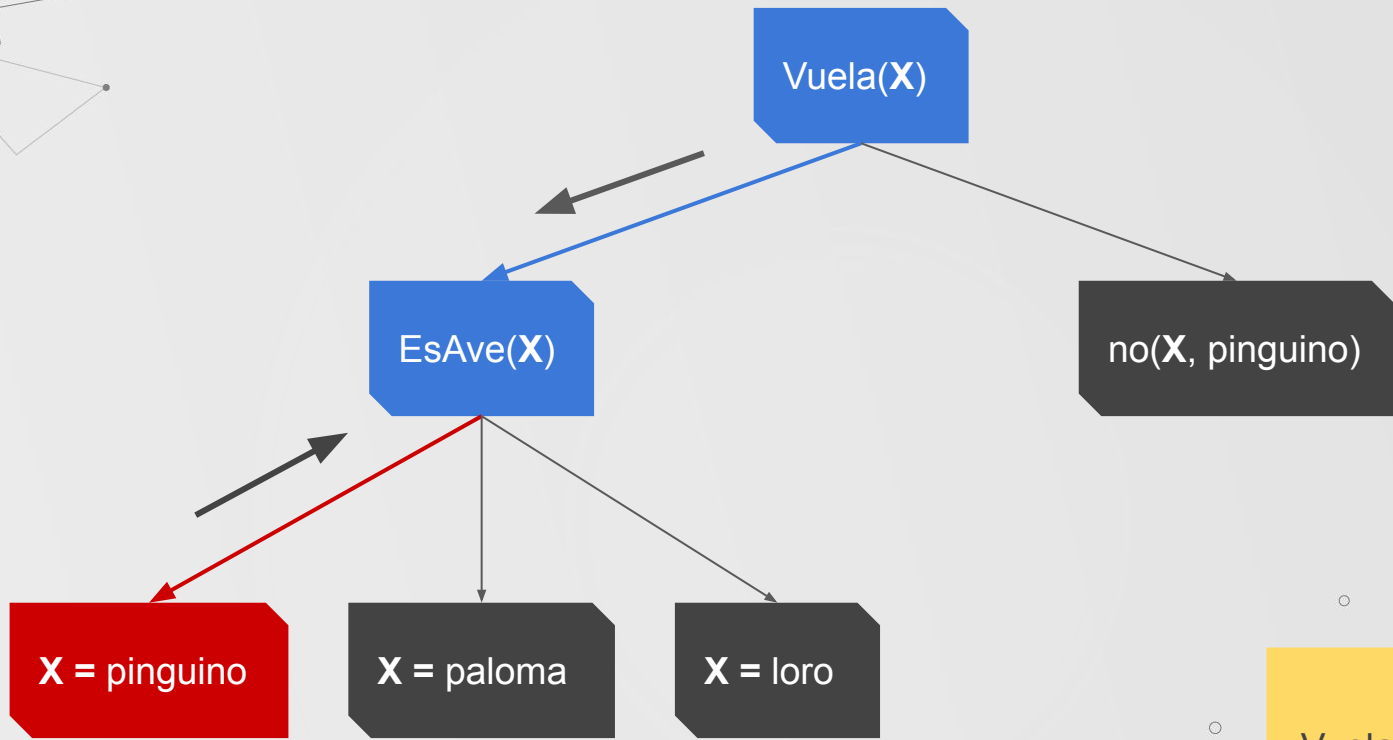 Vuela(X)
EsAve(X)
no(X, pinguino)
X = pinguino
X = paloma
X = loro